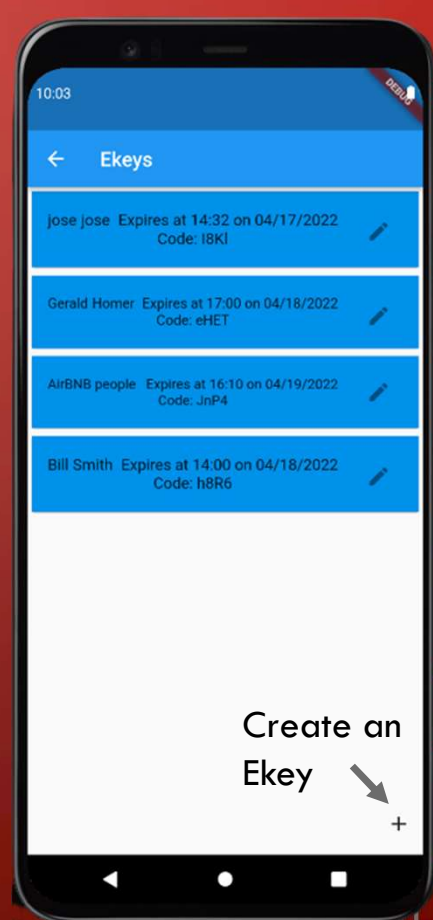 10:03
DEBUG
Ekeys
jose jose Expires at 14:32 on 04/17/2022
Code: I8Kl
Gerald Homer Expires at 17:00 on 04/18/2022
Code: eHET
AirBNB people Expires at 16:10 on 04/19/2022
Code: JnP4
Bill Smith Expires at 14:00 on 04/18/2022
Code: h8R6
Create an
Ekey
+